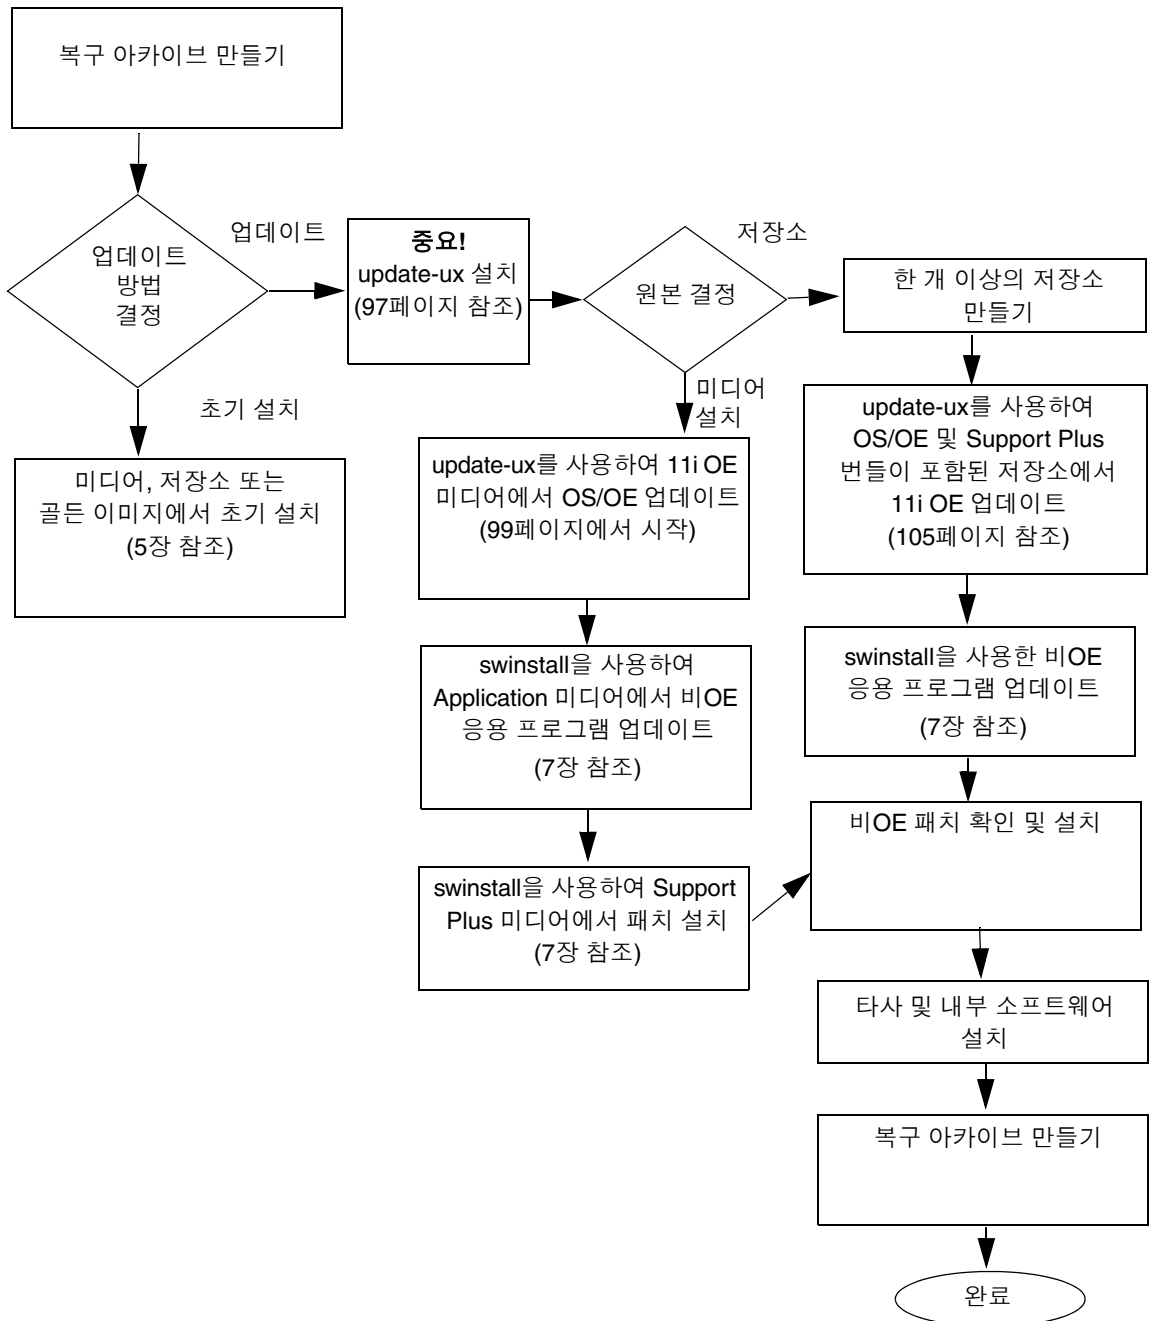 복구 아카이브 만들기
업데이트
방법
결정
업데이트
초기 설치
미디어, 저장소 또는
골든 이미지에서 초기 설치
(5장 참조)
중요!
update-ux 설치
(97페이지 참조)
원본 결정
저장소
미디어
설치
update-ux를 사용하여 11i OE
미디어에서 OS/OE 업데이트
(99페이지에서 시작)
swinstall을 사용하여
Application 미디어에서 비OE
응용 프로그램 업데이트
(7장 참조)
swinstall을 사용하여 Support
Plus 미디어에서 패치 설치
(7장 참조)
한 개 이상의 저장소
만들기
update-ux를 사용하여
OS/OE 및 Support Plus
번들이 포함된 저장소에서
11i OE 업데이트
(105페이지 참조)
swinstall을 사용한 비OE
응용 프로그램 업데이트
(7장 참조)
비OE 패치 확인 및 설치
타사 및 내부 소프트웨어
설치
복구 아카이브 만들기
완료